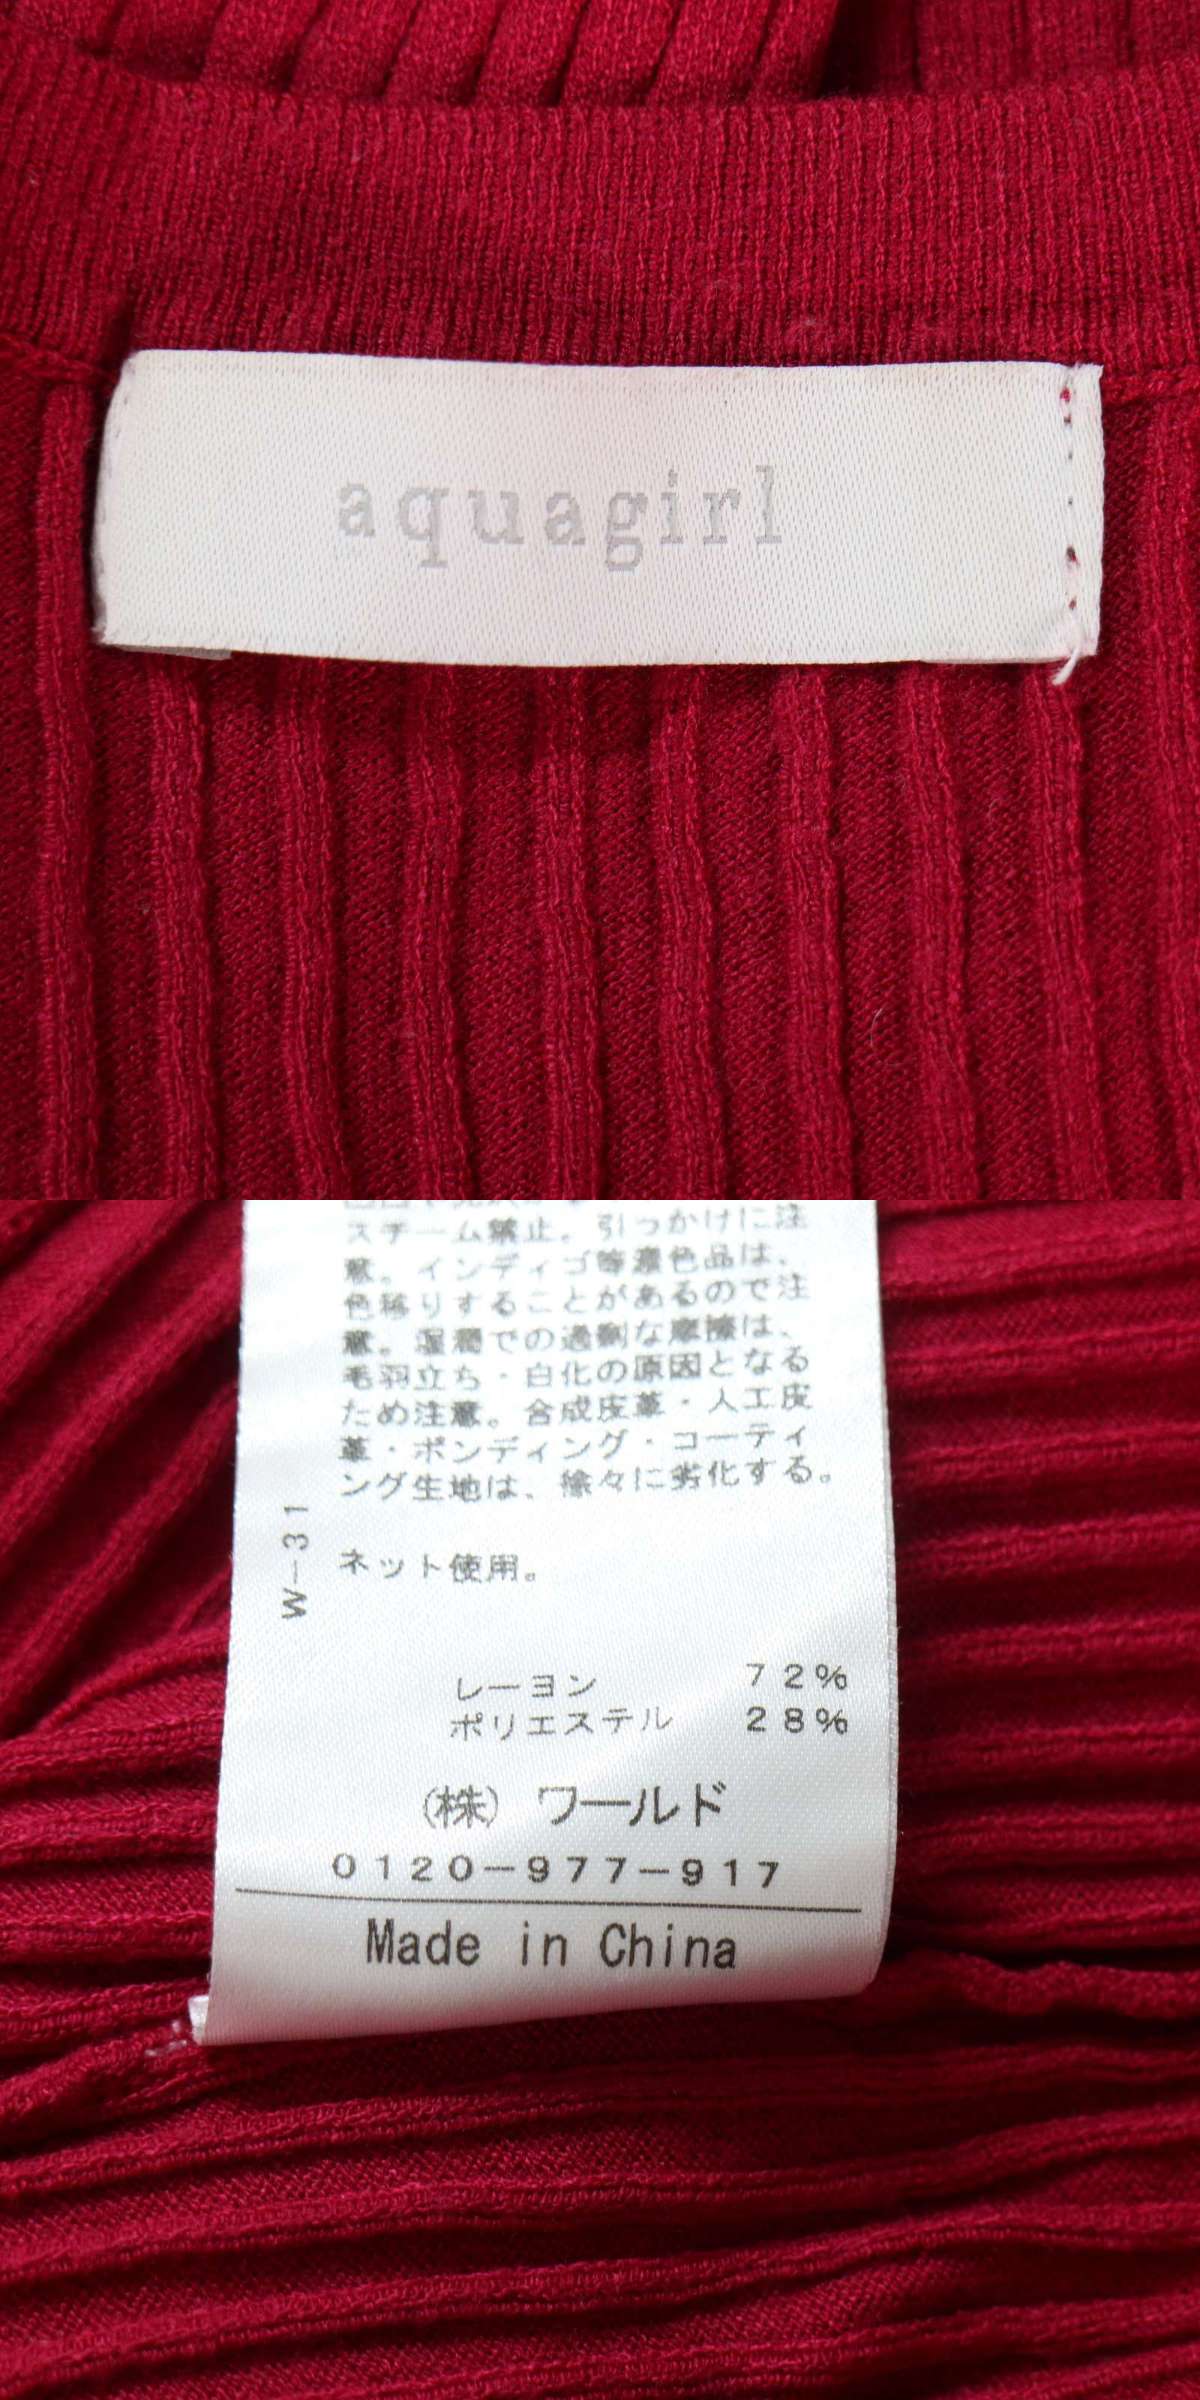 aquagirl
スチーム禁止。引っかけに注
意。インディゴ等濃色品は、
色移りすることがあるので注
意。湿潤での過剰な摩擦は、
毛羽立ち・白化の原因となる
ため注意。合成皮革・人工皮
革・ボンディング・コーティ
ング生地は、徐々に劣化する。
W-31
ネット使用。
レーヨン 72%
ポリエステル 28%
(株) ワールド
0120-977-917
Made in China